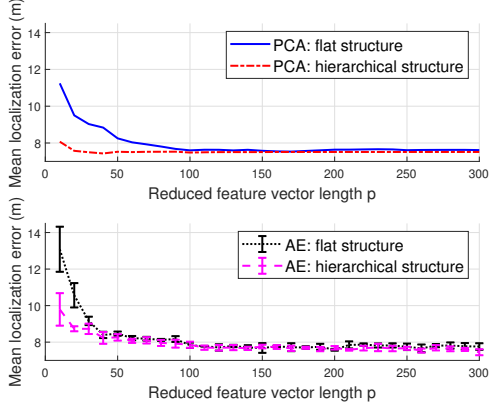 Mean localization error (m)
14
12
10
8
PCA: flat structure
PCA: hierarchical structure
0 50 100 150 200 250 300
Reduced feature vector length p
Mean localization error (m)
14
12
10
8
AE: flat structure
AE: hierarchical structure
0 50 100 150 200 250 300
Reduced feature vector length p